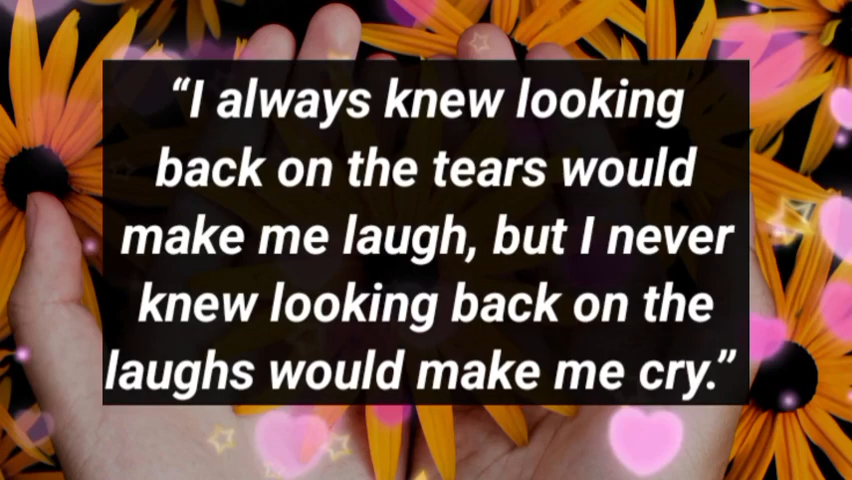 “I always knew looking
back on the tears would
make me laugh, but I never
knew looking back on the
laughs would make me cry.”